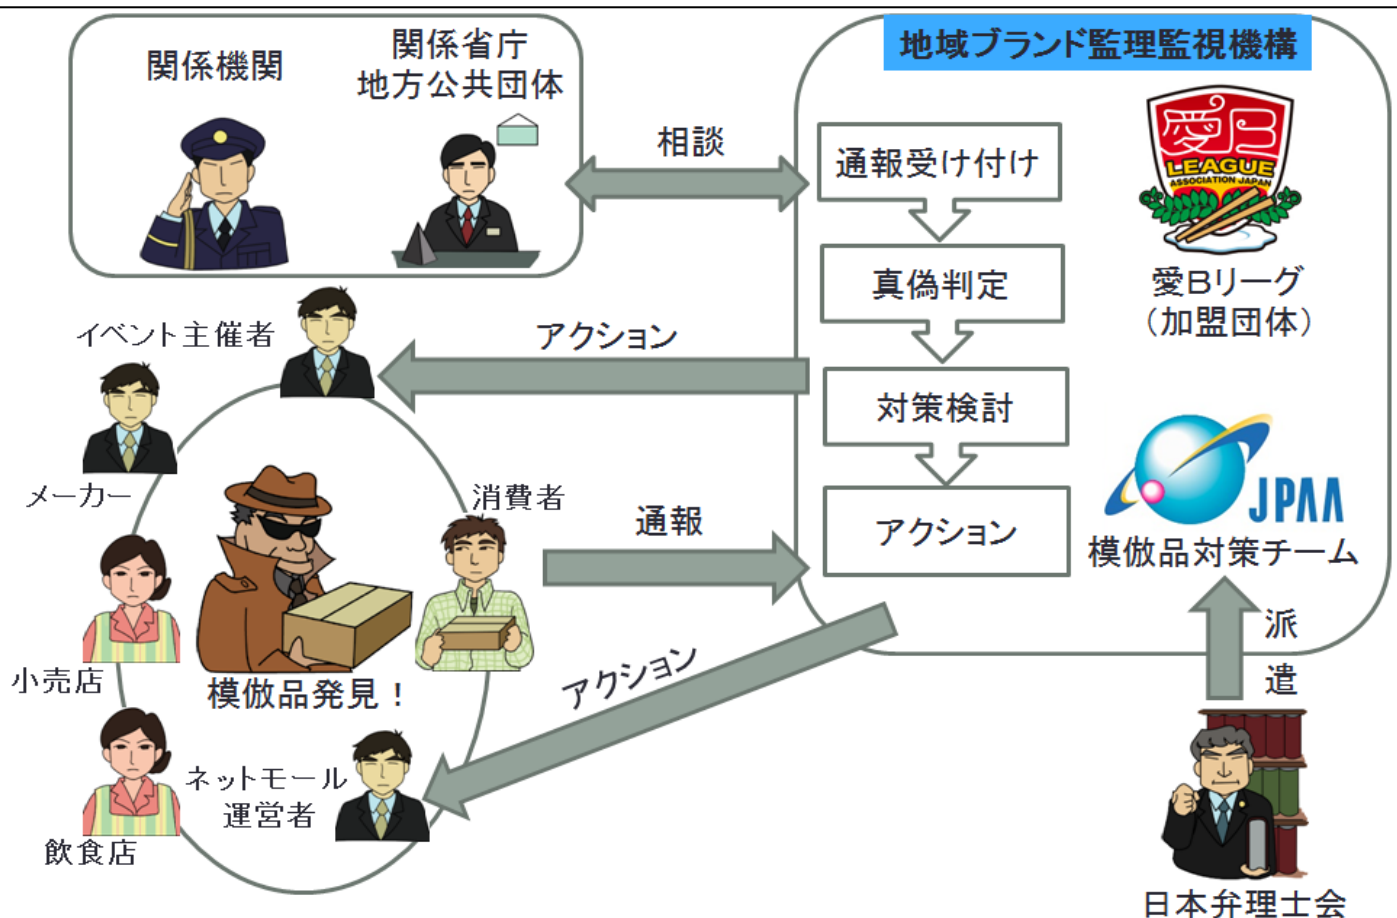 関係機関
関係省庁
地方公共団体
相談
地域ブランド監理監視機構
通報受け付け
真偽判定
対策検討
アクション
愛B
LEAGUE
ASSOCIATION JAPAN
愛Bリーグ
（加盟団体）
JPAA
模倣品対策チーム
派
遣
日本弁理士会
アクション
イベント主催者
メーカー
消費者
通報
小売店
模倣品発見！
アクション
ネットモール
運営者
飲食店